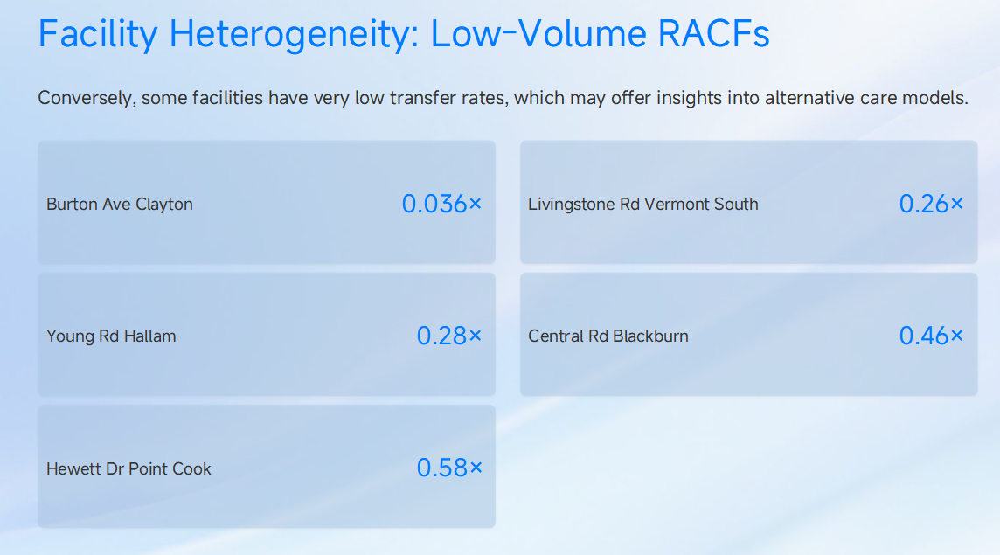 Facility Heterogeneity: Low-Volume RACFs
Conversely, some facilities have very low transfer rates, which may offer insights into alternative care models.
Burton Ave Clayton 0.036×
Livingstone Rd Vermont South 0.26×
Young Rd Hallam 0.28×
Central Rd Blackburn 0.46×
Hewett Dr Point Cook 0.58×